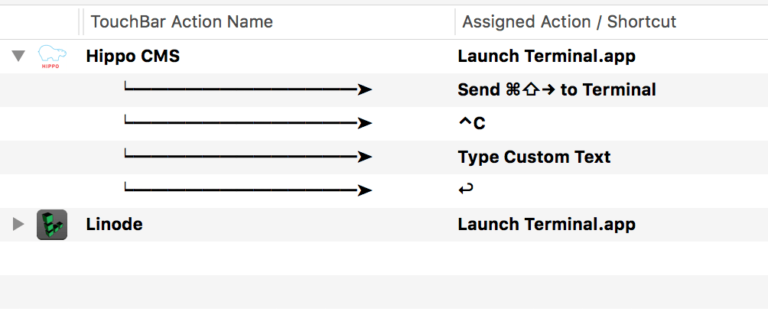 TouchBar Action Name Assigned Action / Shortcut
Hippo CMS Launch Terminal.app
HIPPO
Send ⌘⇧→ to Terminal
^C
Type Custom Text
↩
Linode Launch Terminal.app